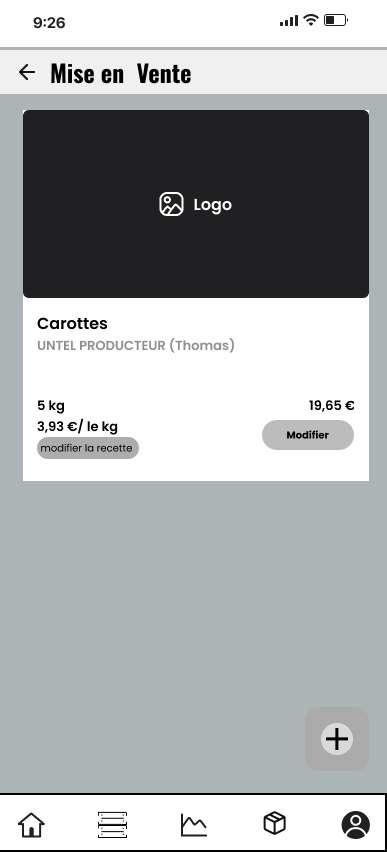 9:26
Mise en Vente
Logo
Carottes
UNTEL PRODUCTEUR (Thomas)
5 kg
19,65 €
3,93 €/ le kg
Modifier
modifier la recette